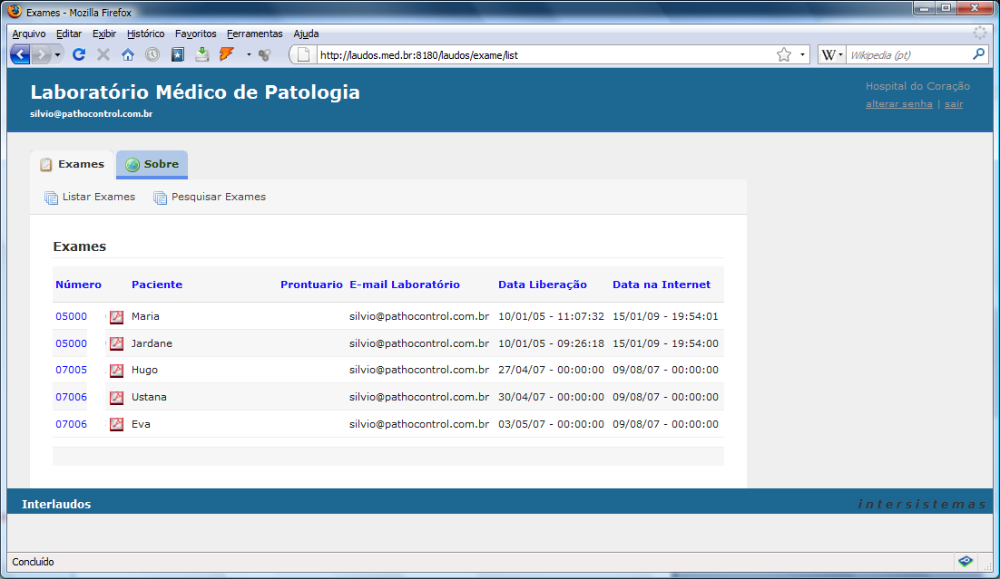 Exames - Mozilla Firefox
Arquivo Editar Exibir Histórico Favoritos Ferramentas Ajuda
http://laudos.med.br:8180/laudos/exame/list W Wikipedia (pt)
Laboratório Médico de Patologia
silvio@pathocontrol.com.br
Hospital do Coração
alterar senha | sair
Exames Sobre
Listar Exames Pesquisar Exames
Exames
Número Paciente Prontuario E-mail Laboratório Data Liberação Data na Internet
05000 Maria silvio@pathocontrol.com.br 10/01/05 - 11:07:32 15/01/09 - 19:54:01
05000 Jardane silvio@pathocontrol.com.br 10/01/05 - 09:26:18 15/01/09 - 19:54:00
07005 Hugo silvio@pathocontrol.com.br 27/04/07 - 00:00:00 09/08/07 - 00:00:00
07006 Ustana silvio@pathocontrol.com.br 30/04/07 - 00:00:00 09/08/07 - 00:00:00
07006 Eva silvio@pathocontrol.com.br 03/05/07 - 00:00:00 09/08/07 - 00:00:00
Interlaudos intersistemas
Concluído